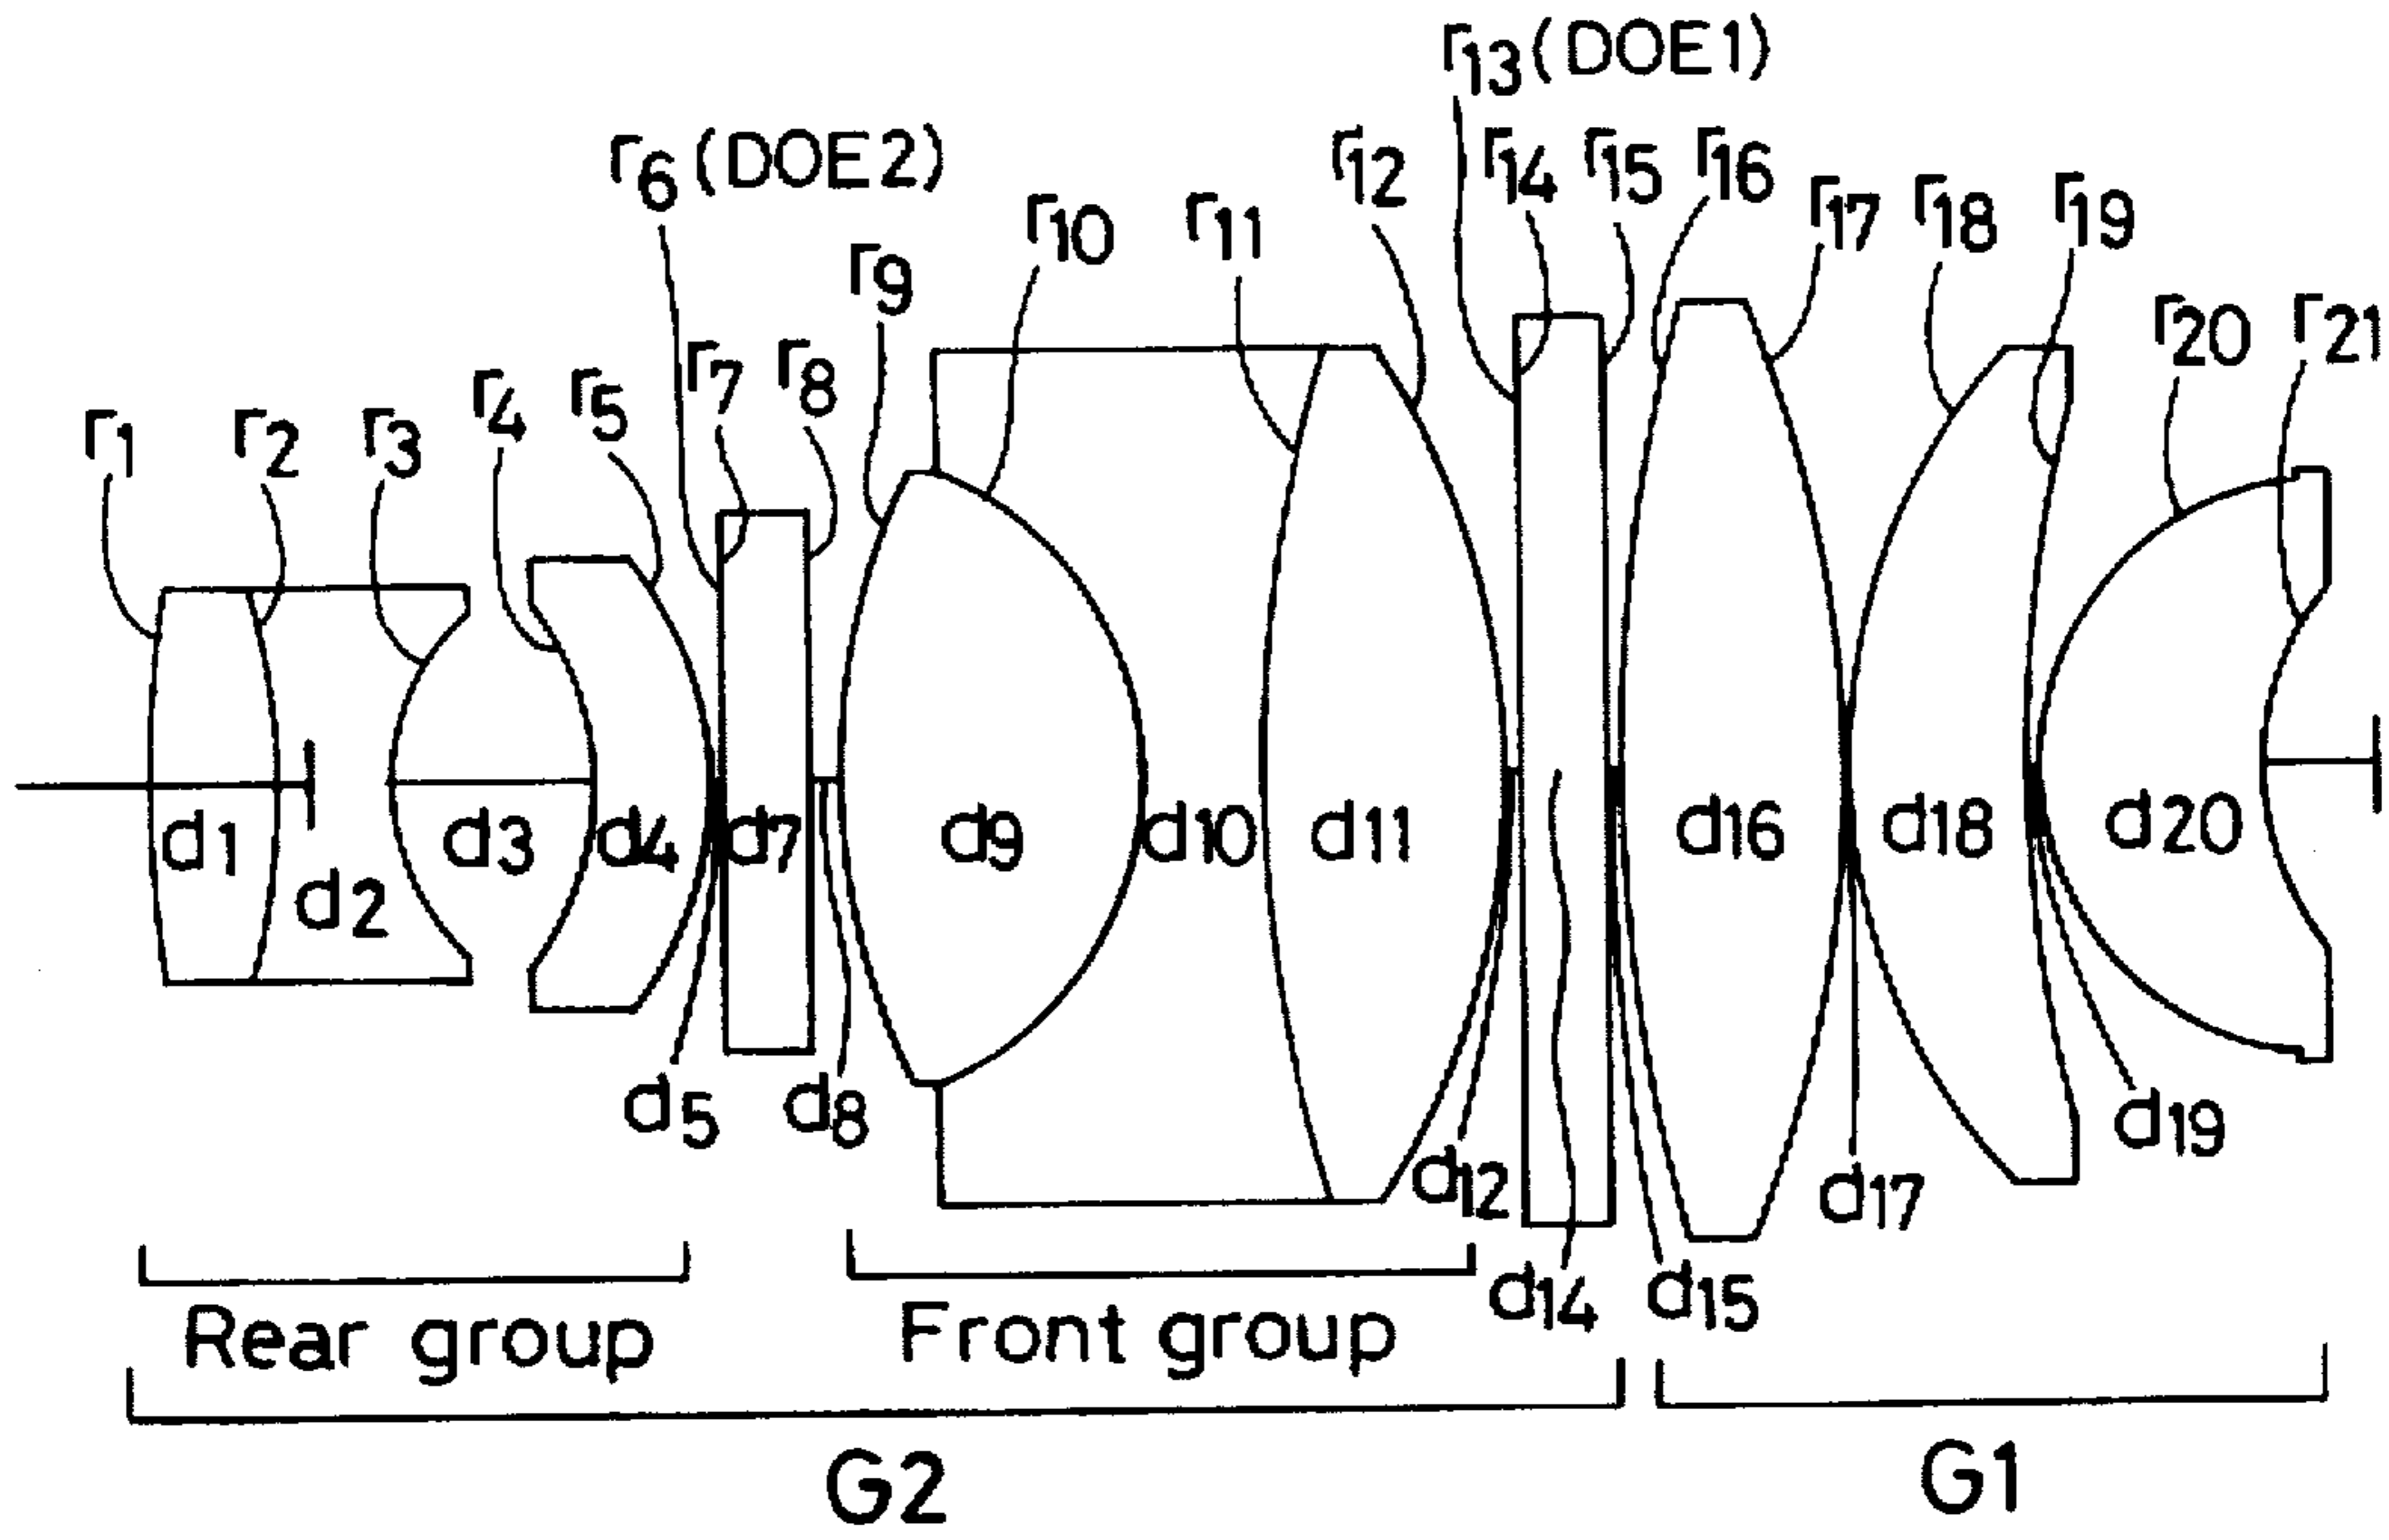 r13(DOE1)
r6(DOE2) r12 r14 r15 r16
r10 r11 r17 r18 r19
r9
r20 r21
r7 r8
r4 r5
r1 r2 r3
d1 d3 d4 d7 d9 d10 d11 d16 d18 d20
d2
d5 d8 d19
d12 d17
d14 d15
Rear group Front group
G2 G1